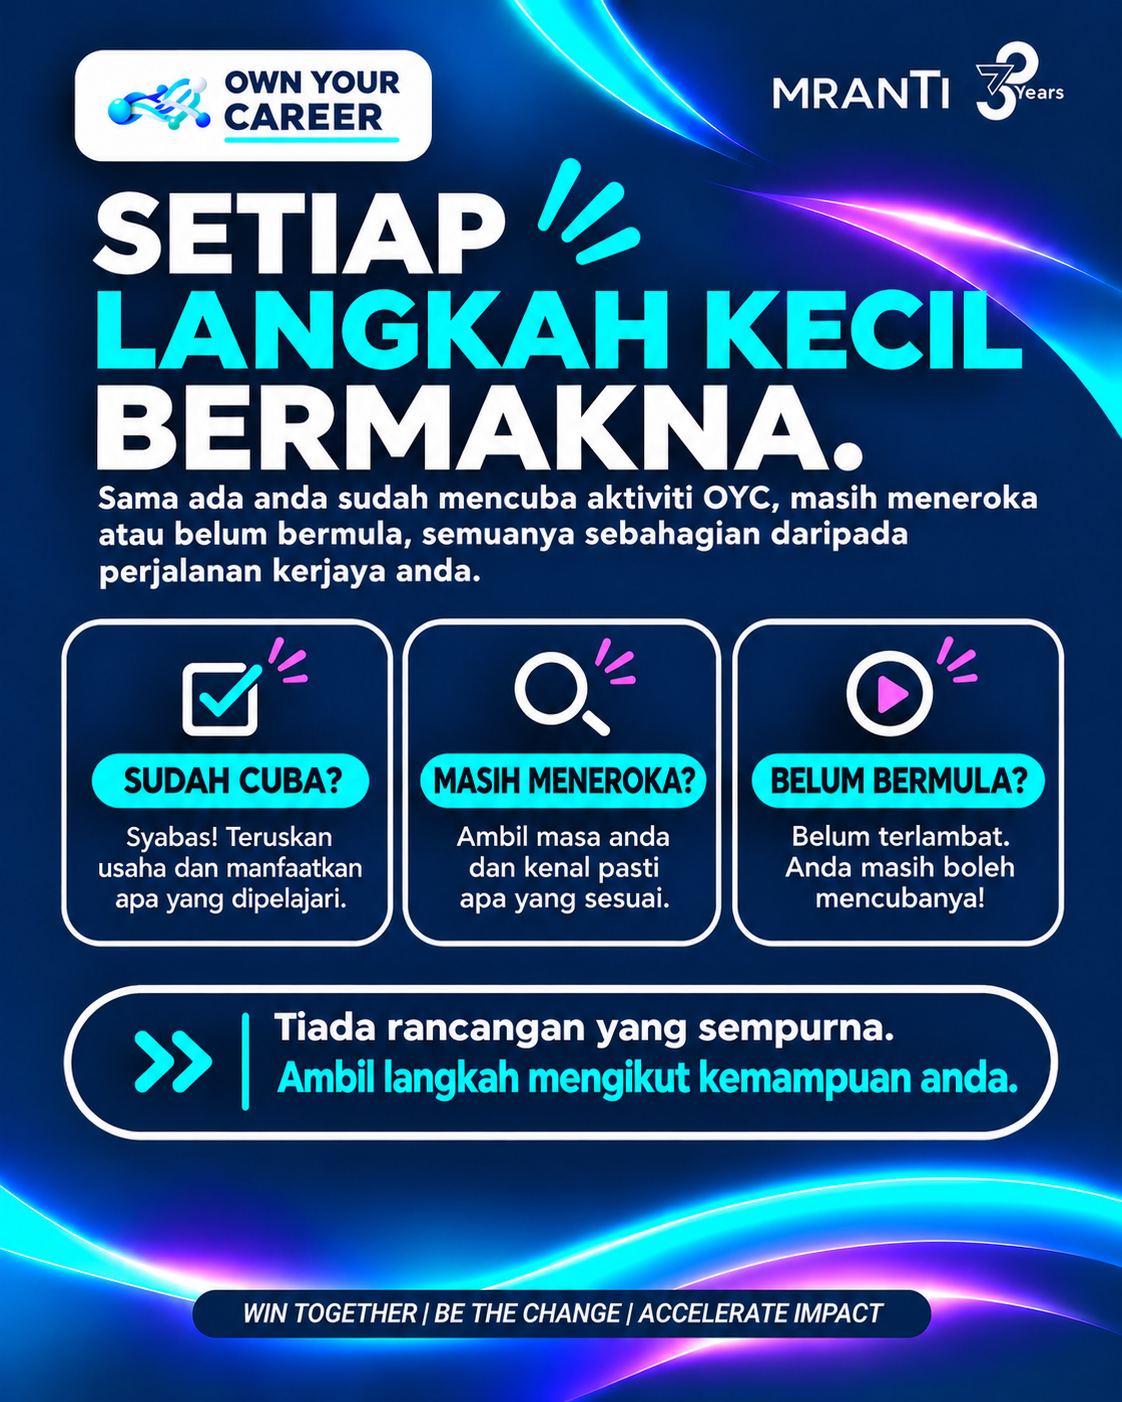 OWN YOUR
CAREER
MRANTI
Years
SETIAP
LANGKAH KECIL
BERMAKNA.
Sama ada anda sudah mencuba aktiviti OYC, masih meneroka
atau belum bermula, semuanya sebahagian daripada
perjalanan kerjaya anda.
SUDAH CUBA?
Syabas! Teruskan
usaha dan manfaatkan
apa yang dipelajari.
MASIH MENEROKA?
Ambil masa anda
dan kenal pasti
apa yang sesuai.
BELUM BERMULA?
Belum terlambat.
Anda masih boleh
mencubanya!
Tiada rancangan yang sempurna.
Ambil langkah mengikut kemampuan anda.
WIN TOGETHER | BE THE CHANGE | ACCELERATE IMPACT